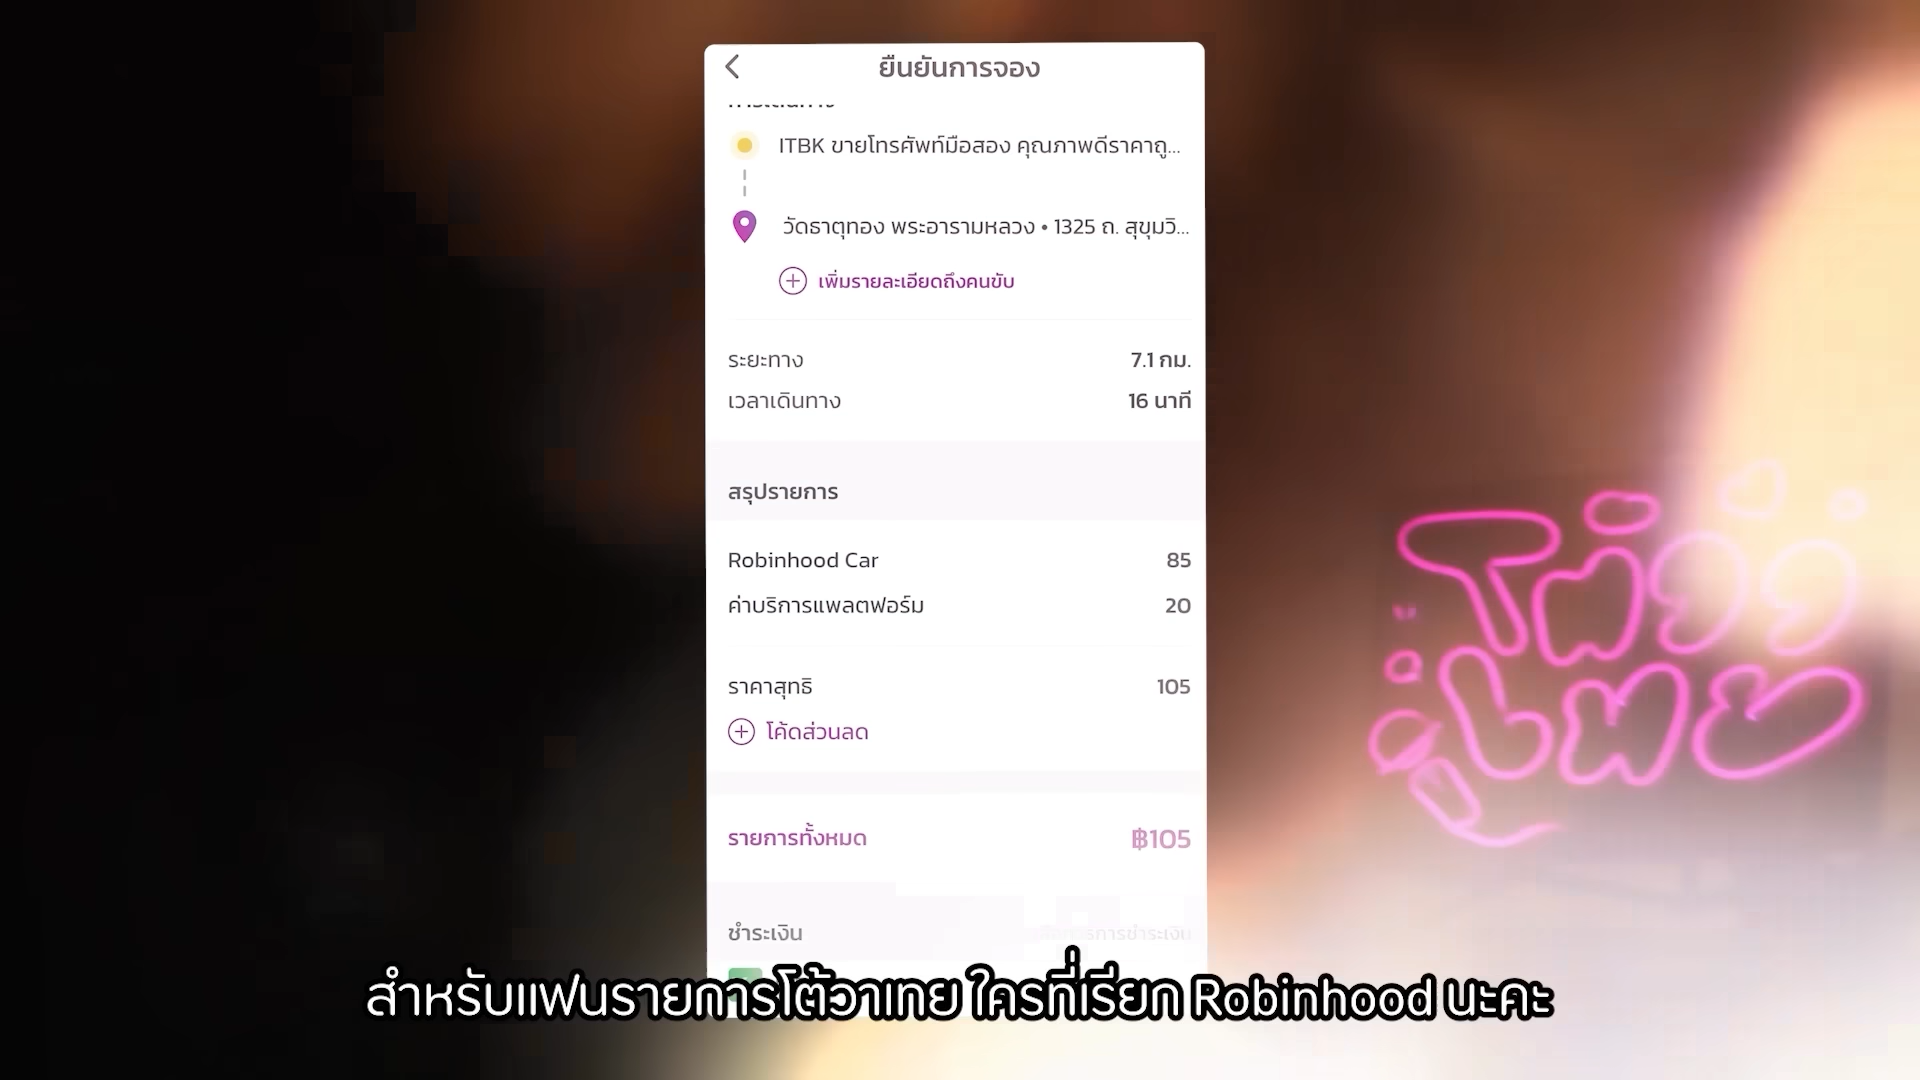 ยืนยันการจอง
ITBK ขายโทรศัพท์มือสอง คุณภาพดีราคาถู...
วัดธาตุทอง พระอารามหลวง • 1325 ถ. สุขุมวิ...
เพิ่มรายละเอียดถึงคนขับ
ระยะทาง 7.1 กม.
เวลาเดินทาง 16 นาที
สรุปรายการ
Robinhood Car 85
ค่าบริการแพลตฟอร์ม 20
ราคาสุทธิ 105
โค้ดส่วนลด
รายการทั้งหมด ฿105
ชำระเงิน
โต้วา
เทย
สำหรับแฟนรายการโต้วาเทย ใครที่เรียก Robinhood นะคะ